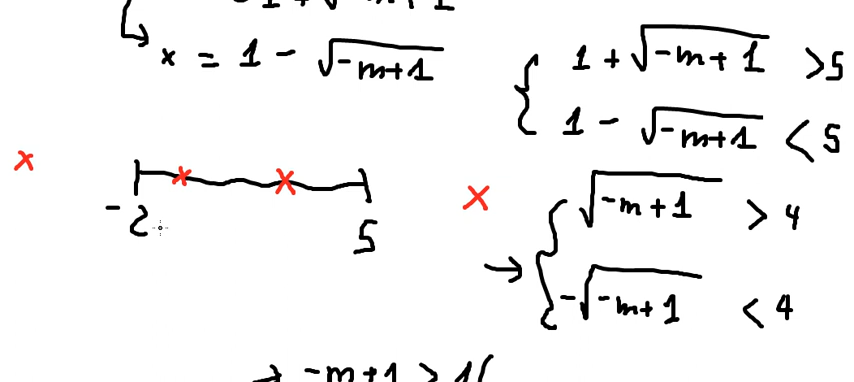 x = 1 - √-m+1
{ 1 + √-m+1 > 5
1 - √-m+1 < 5
x x x x
-2 5
→ { √-m+1 > 4
-√-m+1 < 4